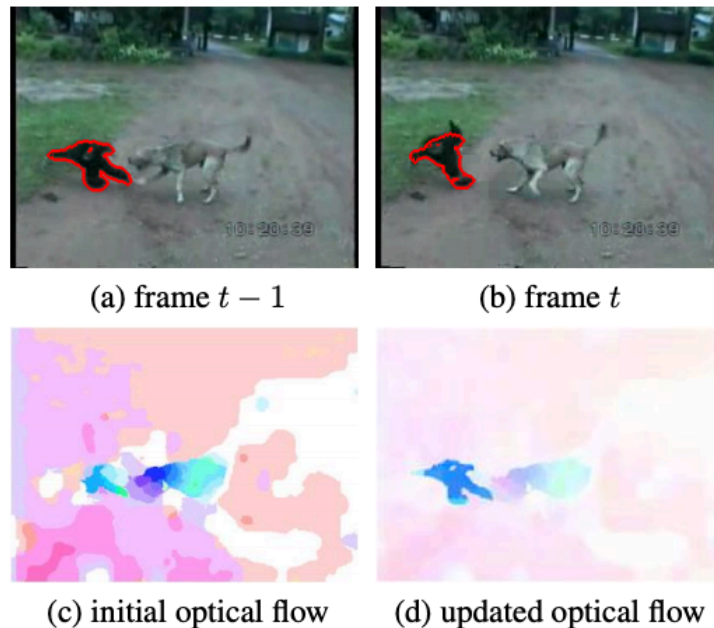 10:20:39
10:20:39
(a) frame t − 1
(b) frame t
(c) initial optical flow
(d) updated optical flow